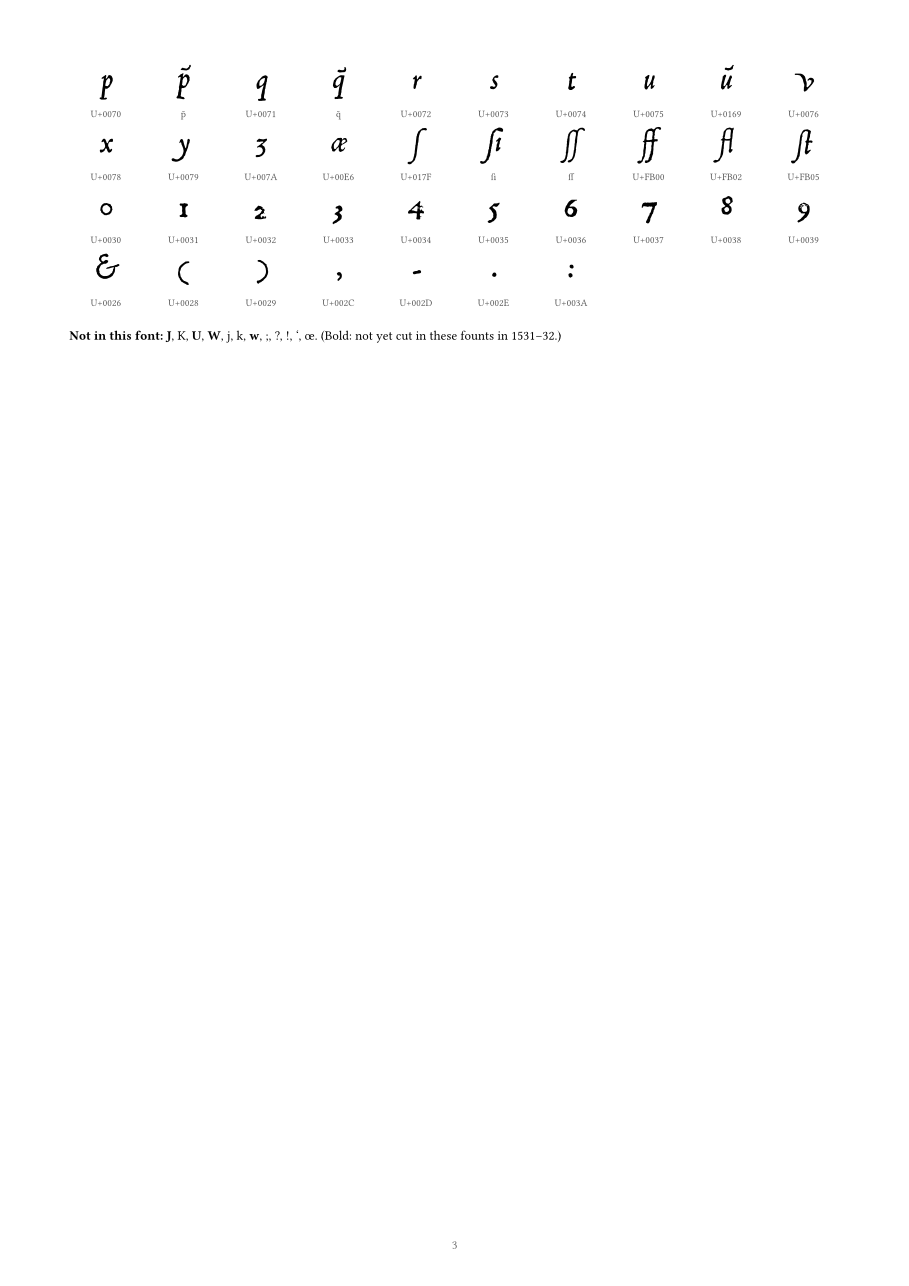 p p̃ q q̃ r s t u ũ v
U+0070 p̃ U+0071 q̃ U+0072 U+0073 U+0074 U+0075 U+0169 U+0076
x y z æ ſ ſi ſſ ff fl ſt
U+0078 U+0079 U+007A U+00E6 U+017F ſi ſſ U+FB00 U+FB02 U+FB05
0 1 2 3 4 5 6 7 8 9
U+0030 U+0031 U+0032 U+0033 U+0034 U+0035 U+0036 U+0037 U+0038 U+0039
& ( ) , - . :
U+0026 U+0028 U+0029 U+002C U+002D U+002E U+003A
Not in this font: J, K, U, W, j, k, w, ;, ?, !, ‘, œ. (Bold: not yet cut in these founts in 1531–32.)
3